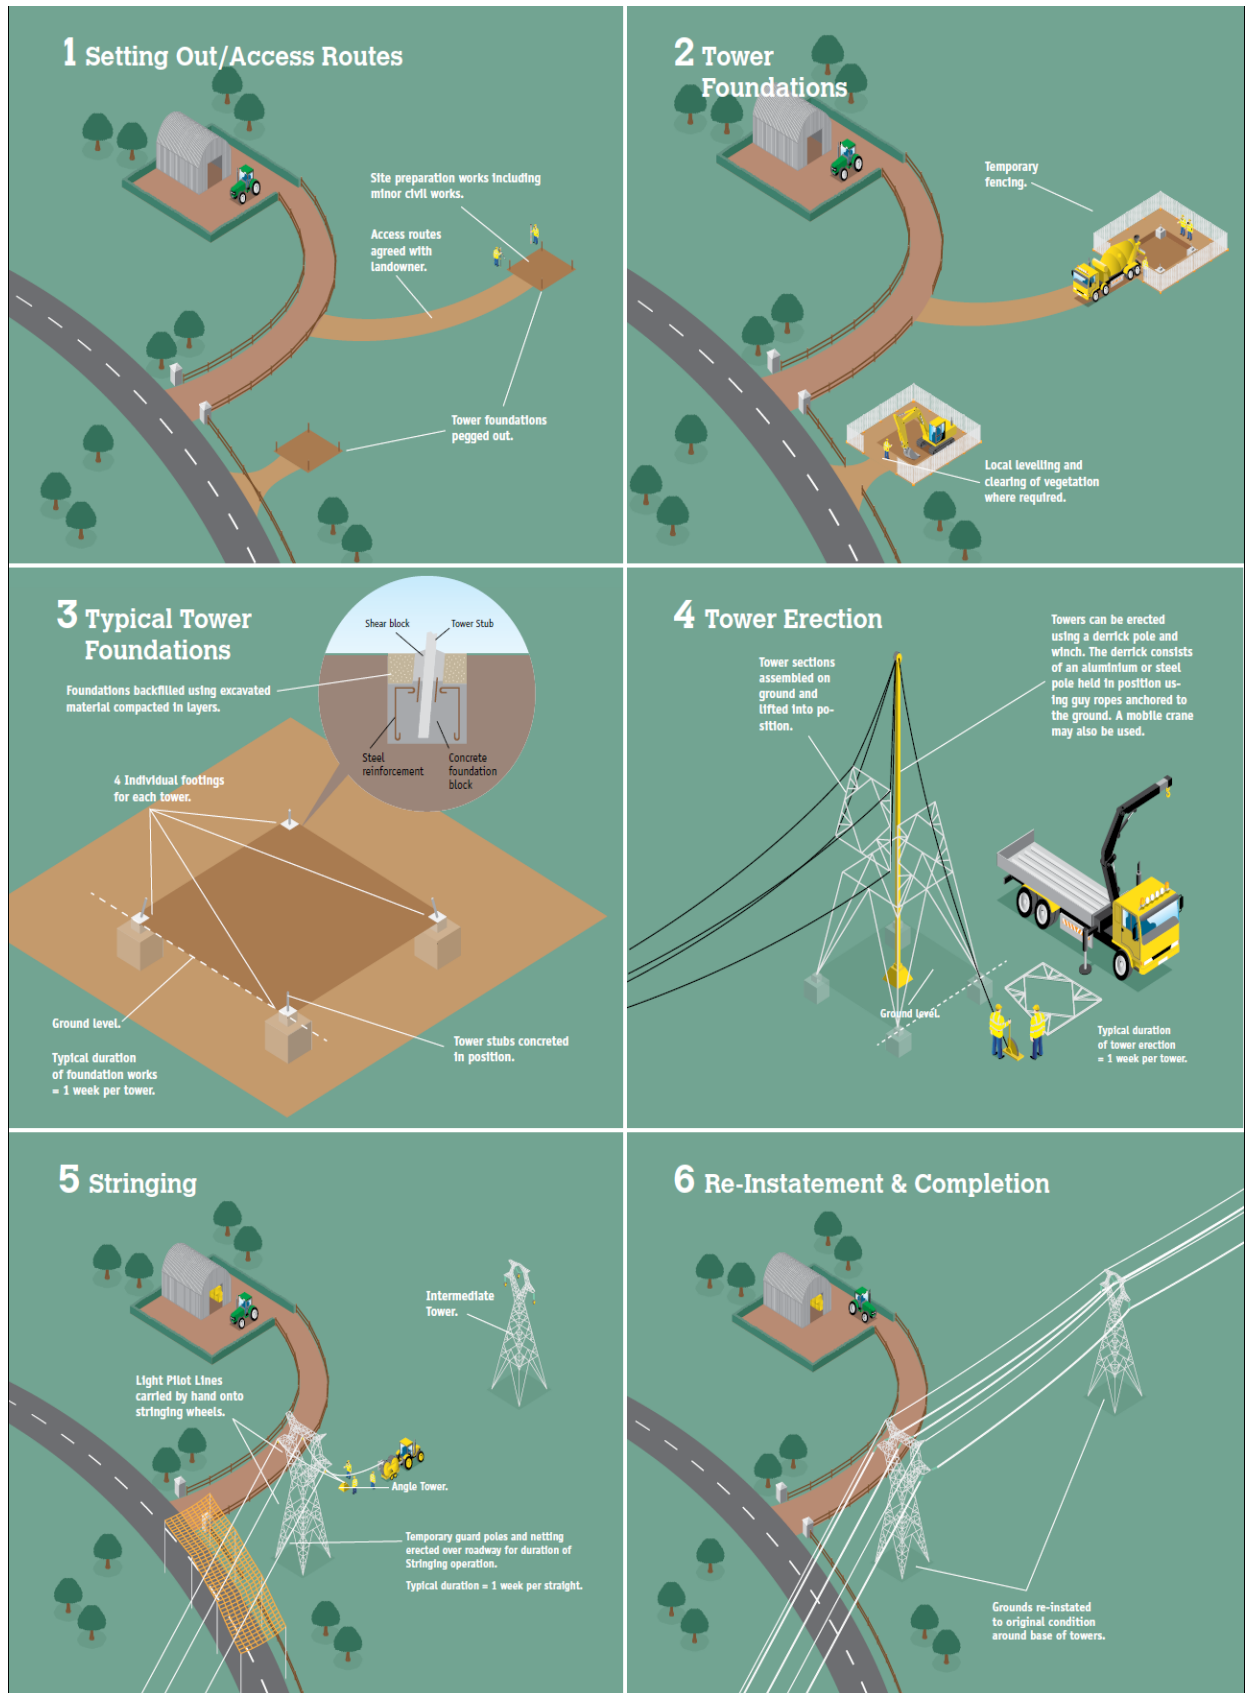 1 Setting Out/Access Routes
Site preparation works including
minor civil works.
Access routes
agreed with
landowner.
Tower foundations
pegged out.
2 Tower
Foundations
Temporary
fencing.
Local levelling and
clearing of vegetation
where required.
3 Typical Tower
Foundations
Shear block
Tower Stub
Foundations backfilled using excavated
material compacted in layers.
Steel
reinforcement
Concrete
foundation
block
4 Individual footings
for each tower.
Ground level.
Typical duration
of foundation works
= 1 week per tower.
Tower stubs concreted
in position.
4 Tower Erection
Tower sections
assembled on
ground and
lifted into po-
sition.
Towers can be erected
using a derrick pole and
winch. The derrick consists
of an aluminium or steel
pole held in position us-
ing guy ropes anchored to
the ground. A mobile crane
may also be used.
Ground level.
Typical duration
of tower erection
= 1 week per tower.
5 Stringing
Intermediate
Tower.
Light Pilot Lines
carried by hand onto
stringing wheels.
Angle Tower.
Temporary guard poles and netting
erected over roadway for duration of
Stringing operation.
Typical duration = 1 week per straight.
6 Re-Instatement & Completion
Grounds re-instated
to original condition
around base of towers.